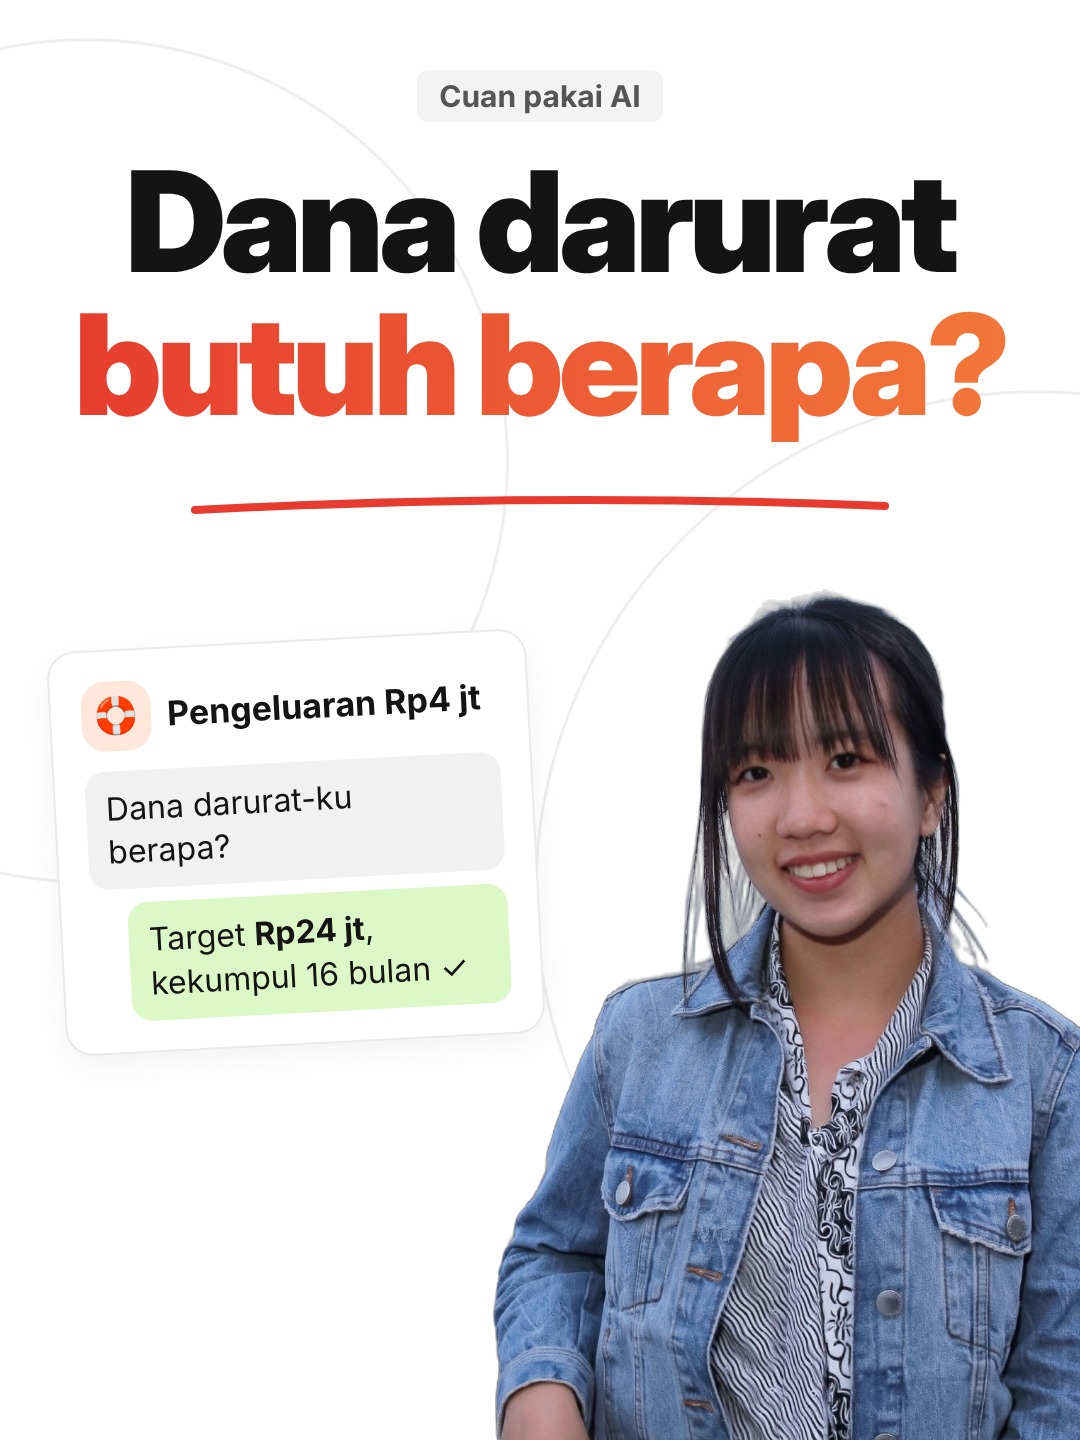 Cuan pakai AI
Dana darurat
butuh berapa?
Pengeluaran Rp4 jt
Dana darurat-ku
berapa?
Target Rp24 jt,
kekumpul 16 bulan ✓